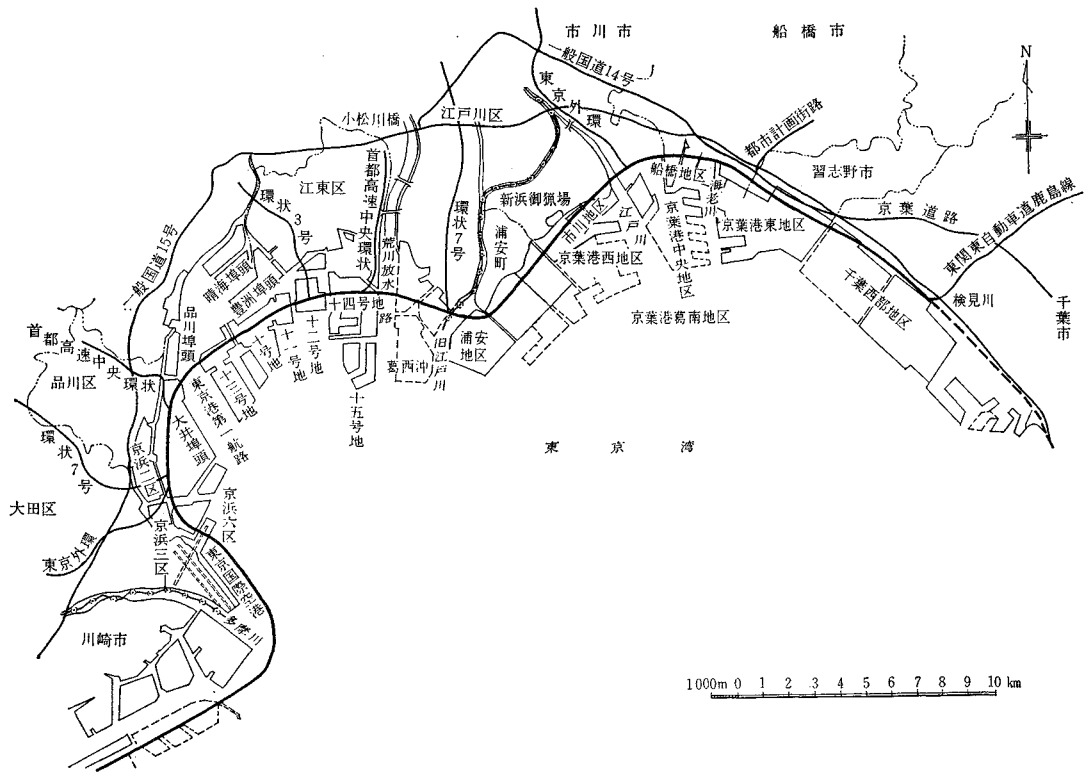 市川市
船橋市
一般国道14号
N
東京外環
小松川橋
江戸川区
都市計画街路
江東区
首都高速中央環状
環状3号
荒川放水路
環状7号
新浜御猟場
浦安町
市川地区
江戸川
船橋地区
海老川
習志野市
京葉道路
東関東自動車道鹿島線
京葉港東地区
京葉港中央地区
京葉港西地区
京葉港葛南地区
千葉西部地区
検見川
千葉市
一般国道15号
晴海埠頭
豊洲埠頭
品川埠頭
十号地
十一号地
十二号地
十三号地
十四号地
十五号地
葛西沖
旧江戸川
浦安地区
首都高速中央環状
品川区
東京港第一航路
大井埠頭
環状7号
京浜二区
東京湾
大田区
東京外環
京浜三区
京浜六区
東京国際空港
多摩川
川崎市
1000m 0 1 2 3 4 5 6 7 8 9 10 km